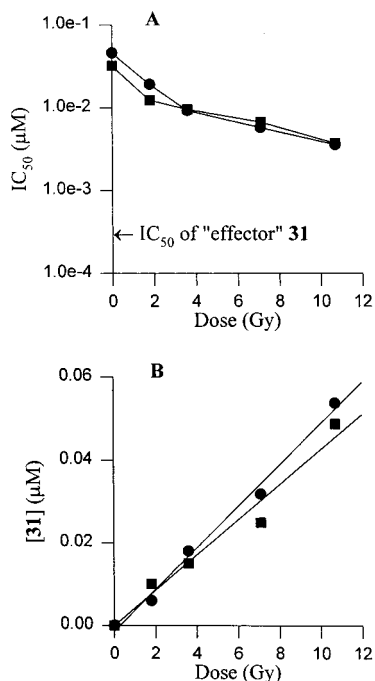 A
1.0e-1
1.0e-2
1.0e-3
1.0e-4
IC50 (μM)
← IC50 of "effector" 31
0 2 4 6 8 10 12
Dose (Gy)
B
0.06
0.04
0.02
0.00
[31] (μM)
0 2 4 6 8 10 12
Dose (Gy)